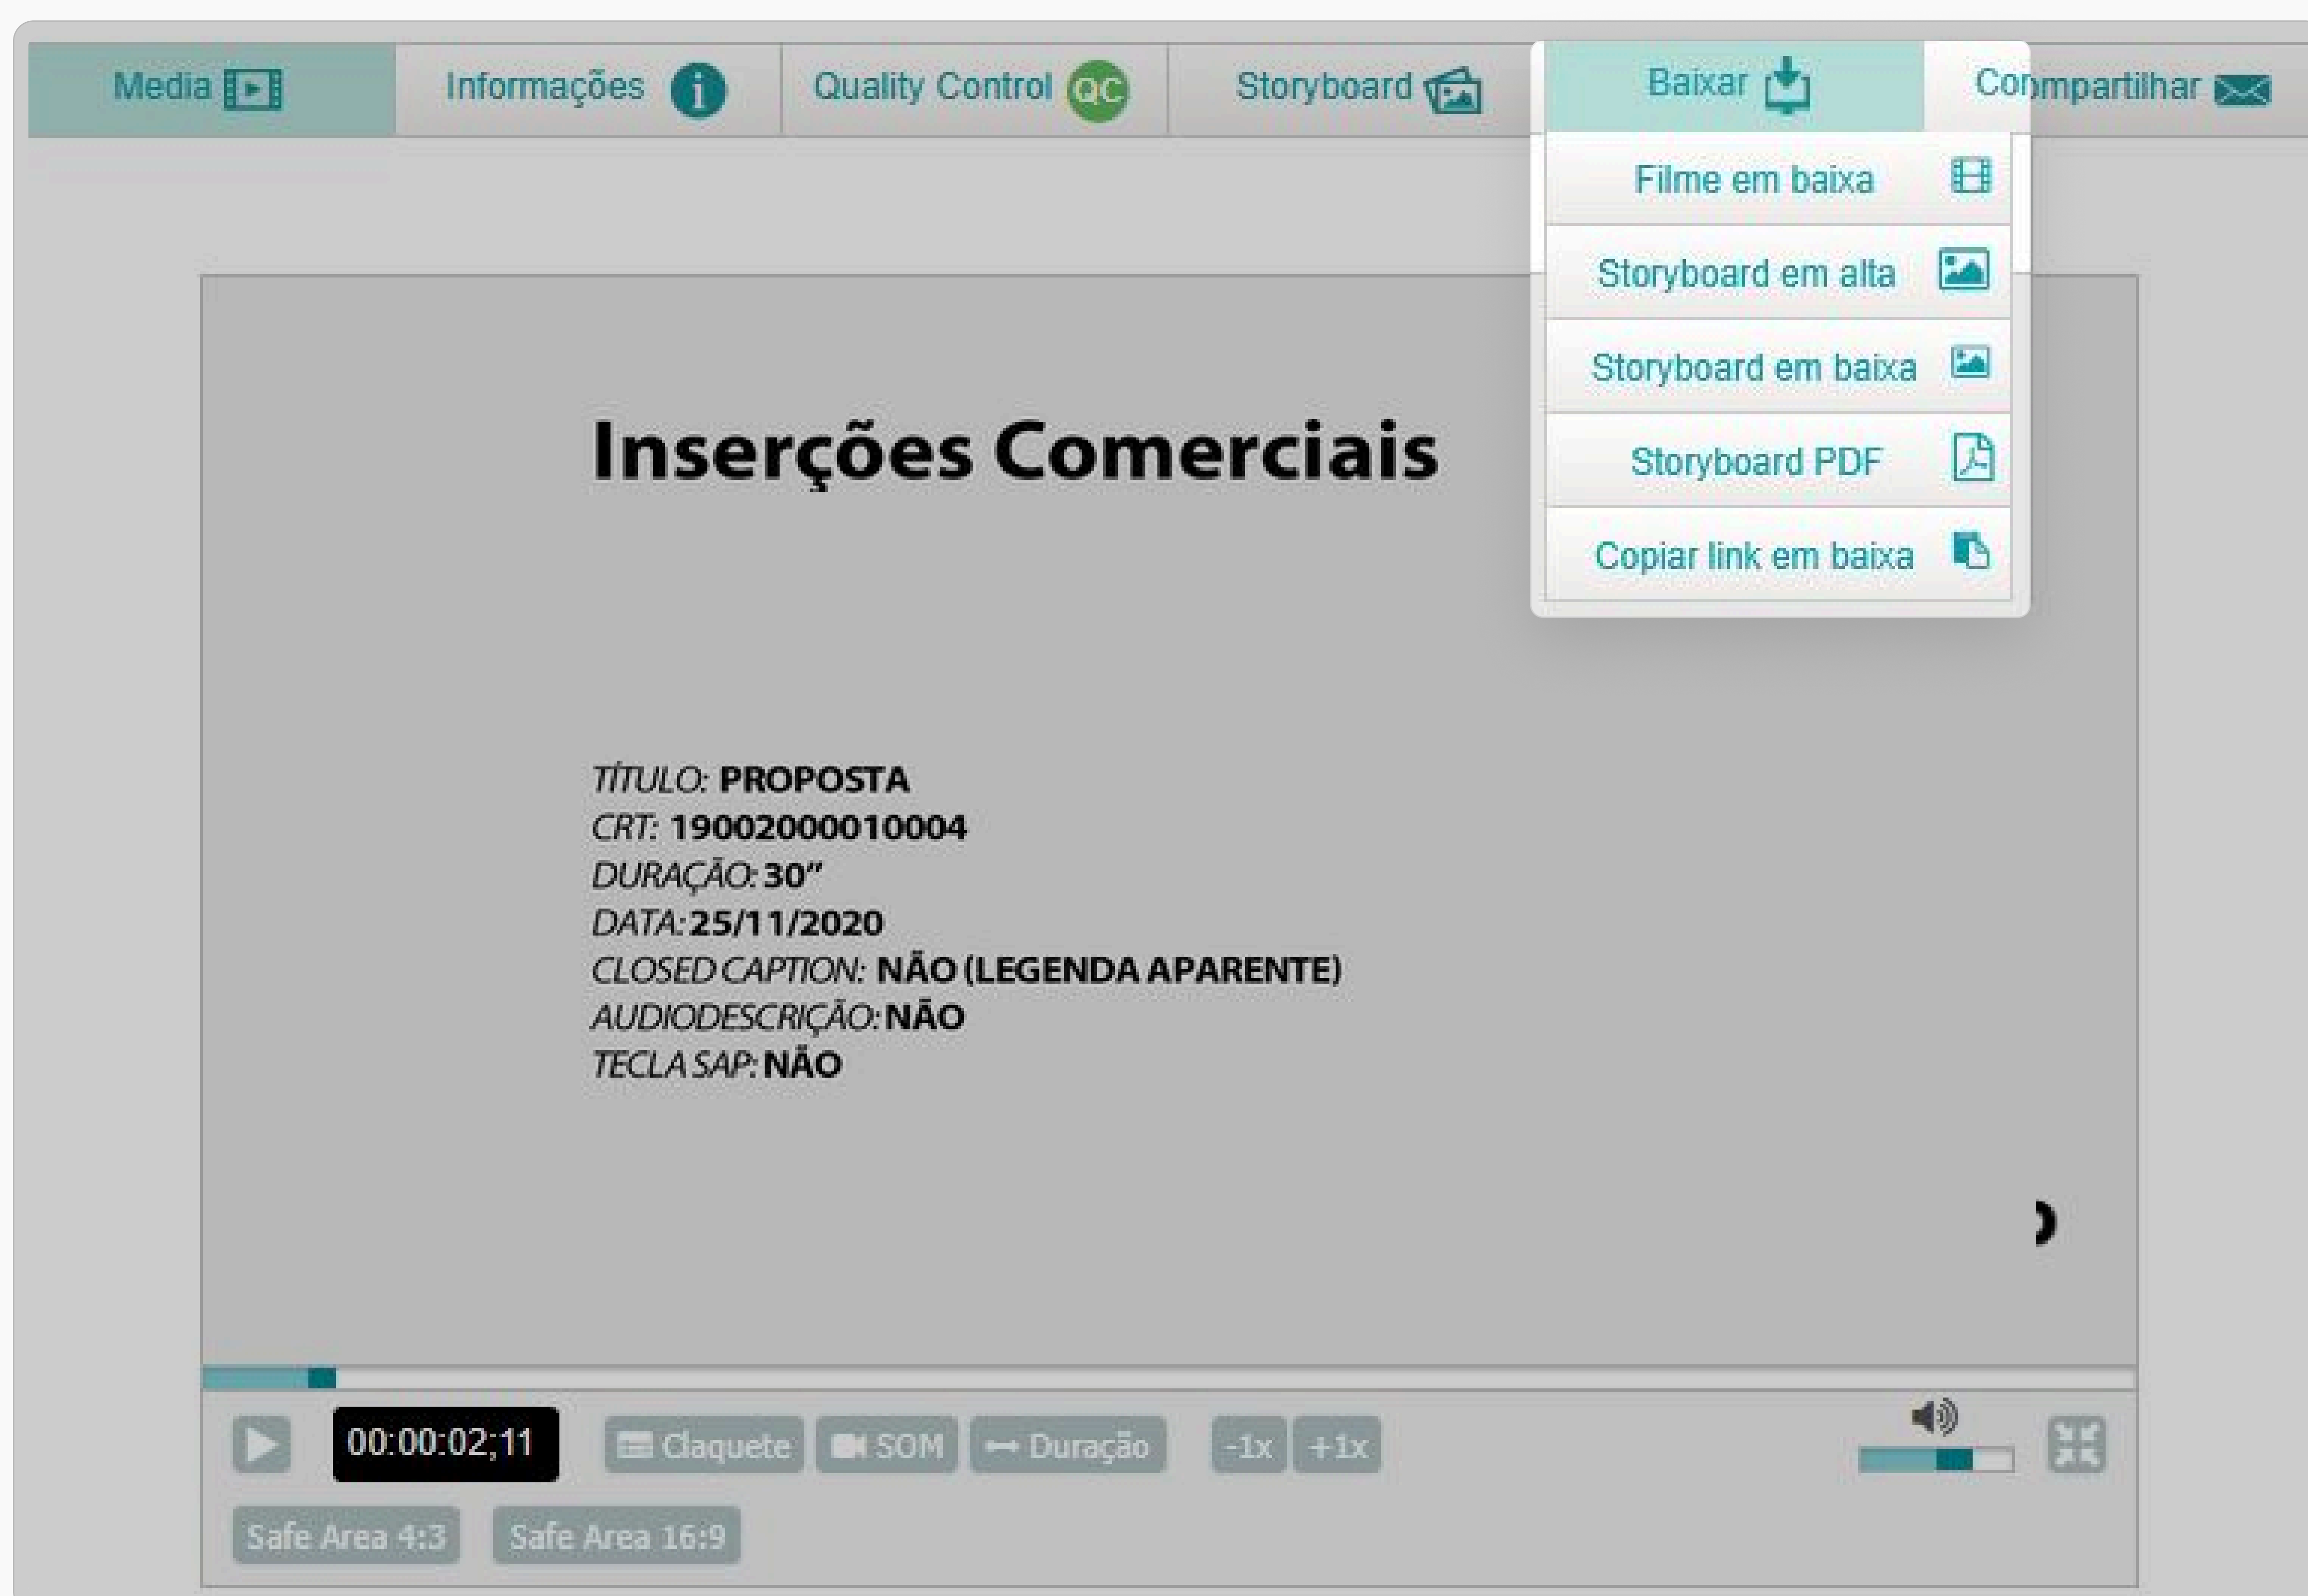 Media
Informações
Quality Control QC
Storyboard
Baixar
Compartilhar
Filme em baixa
Storyboard em alta
Storyboard em baixa
Storyboard PDF
Copiar link em baixa
Inserções Comerciais
TÍTULO: PROPOSTA
CRT: 19002000010004
DURAÇÃO: 30"
DATA: 25/11/2020
CLOSED CAPTION: NÃO (LEGENDA APARENTE)
AUDIODESCRIÇÃO: NÃO
TECLA SAP: NÃO
00:00:02;11
Claquete
SOM
Duração
-1x
+1x
Safe Area 4:3
Safe Area 16:9